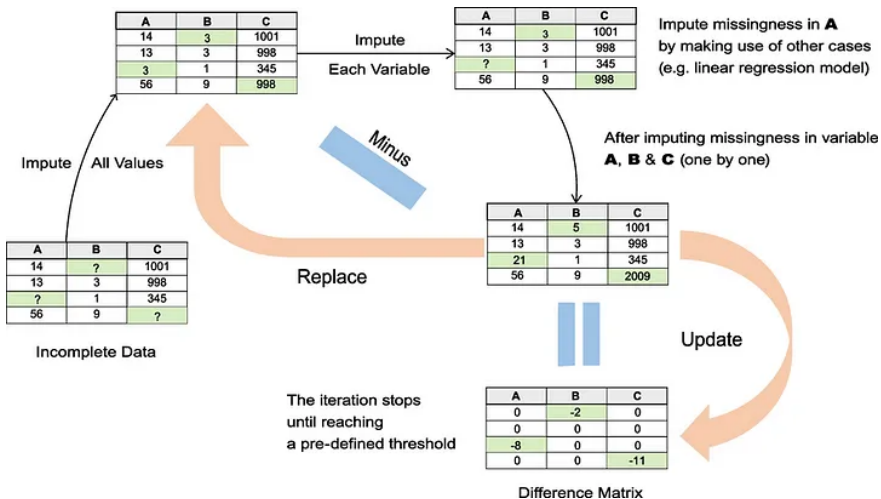 A B C
14 3 1001
13 3 998
3 1 345
56 9 998
Impute
Each Variable
A B C
14 3 1001
13 3 998
? 1 345
56 9 998
Impute missingness in A
by making use of other cases
(e.g. linear regression model)
Minus
After imputing missingness in variable
A, B & C (one by one)
Impute All Values
A B C
14 ? 1001
13 3 998
? 1 345
56 9 ?
Incomplete Data
Replace
A B C
14 5 1001
13 3 998
21 1 345
56 9 2009
Update
The iteration stops
until reaching
a pre-defined threshold
A B C
0 -2 0
0 0 0
-8 0 0
0 0 -11
Difference Matrix